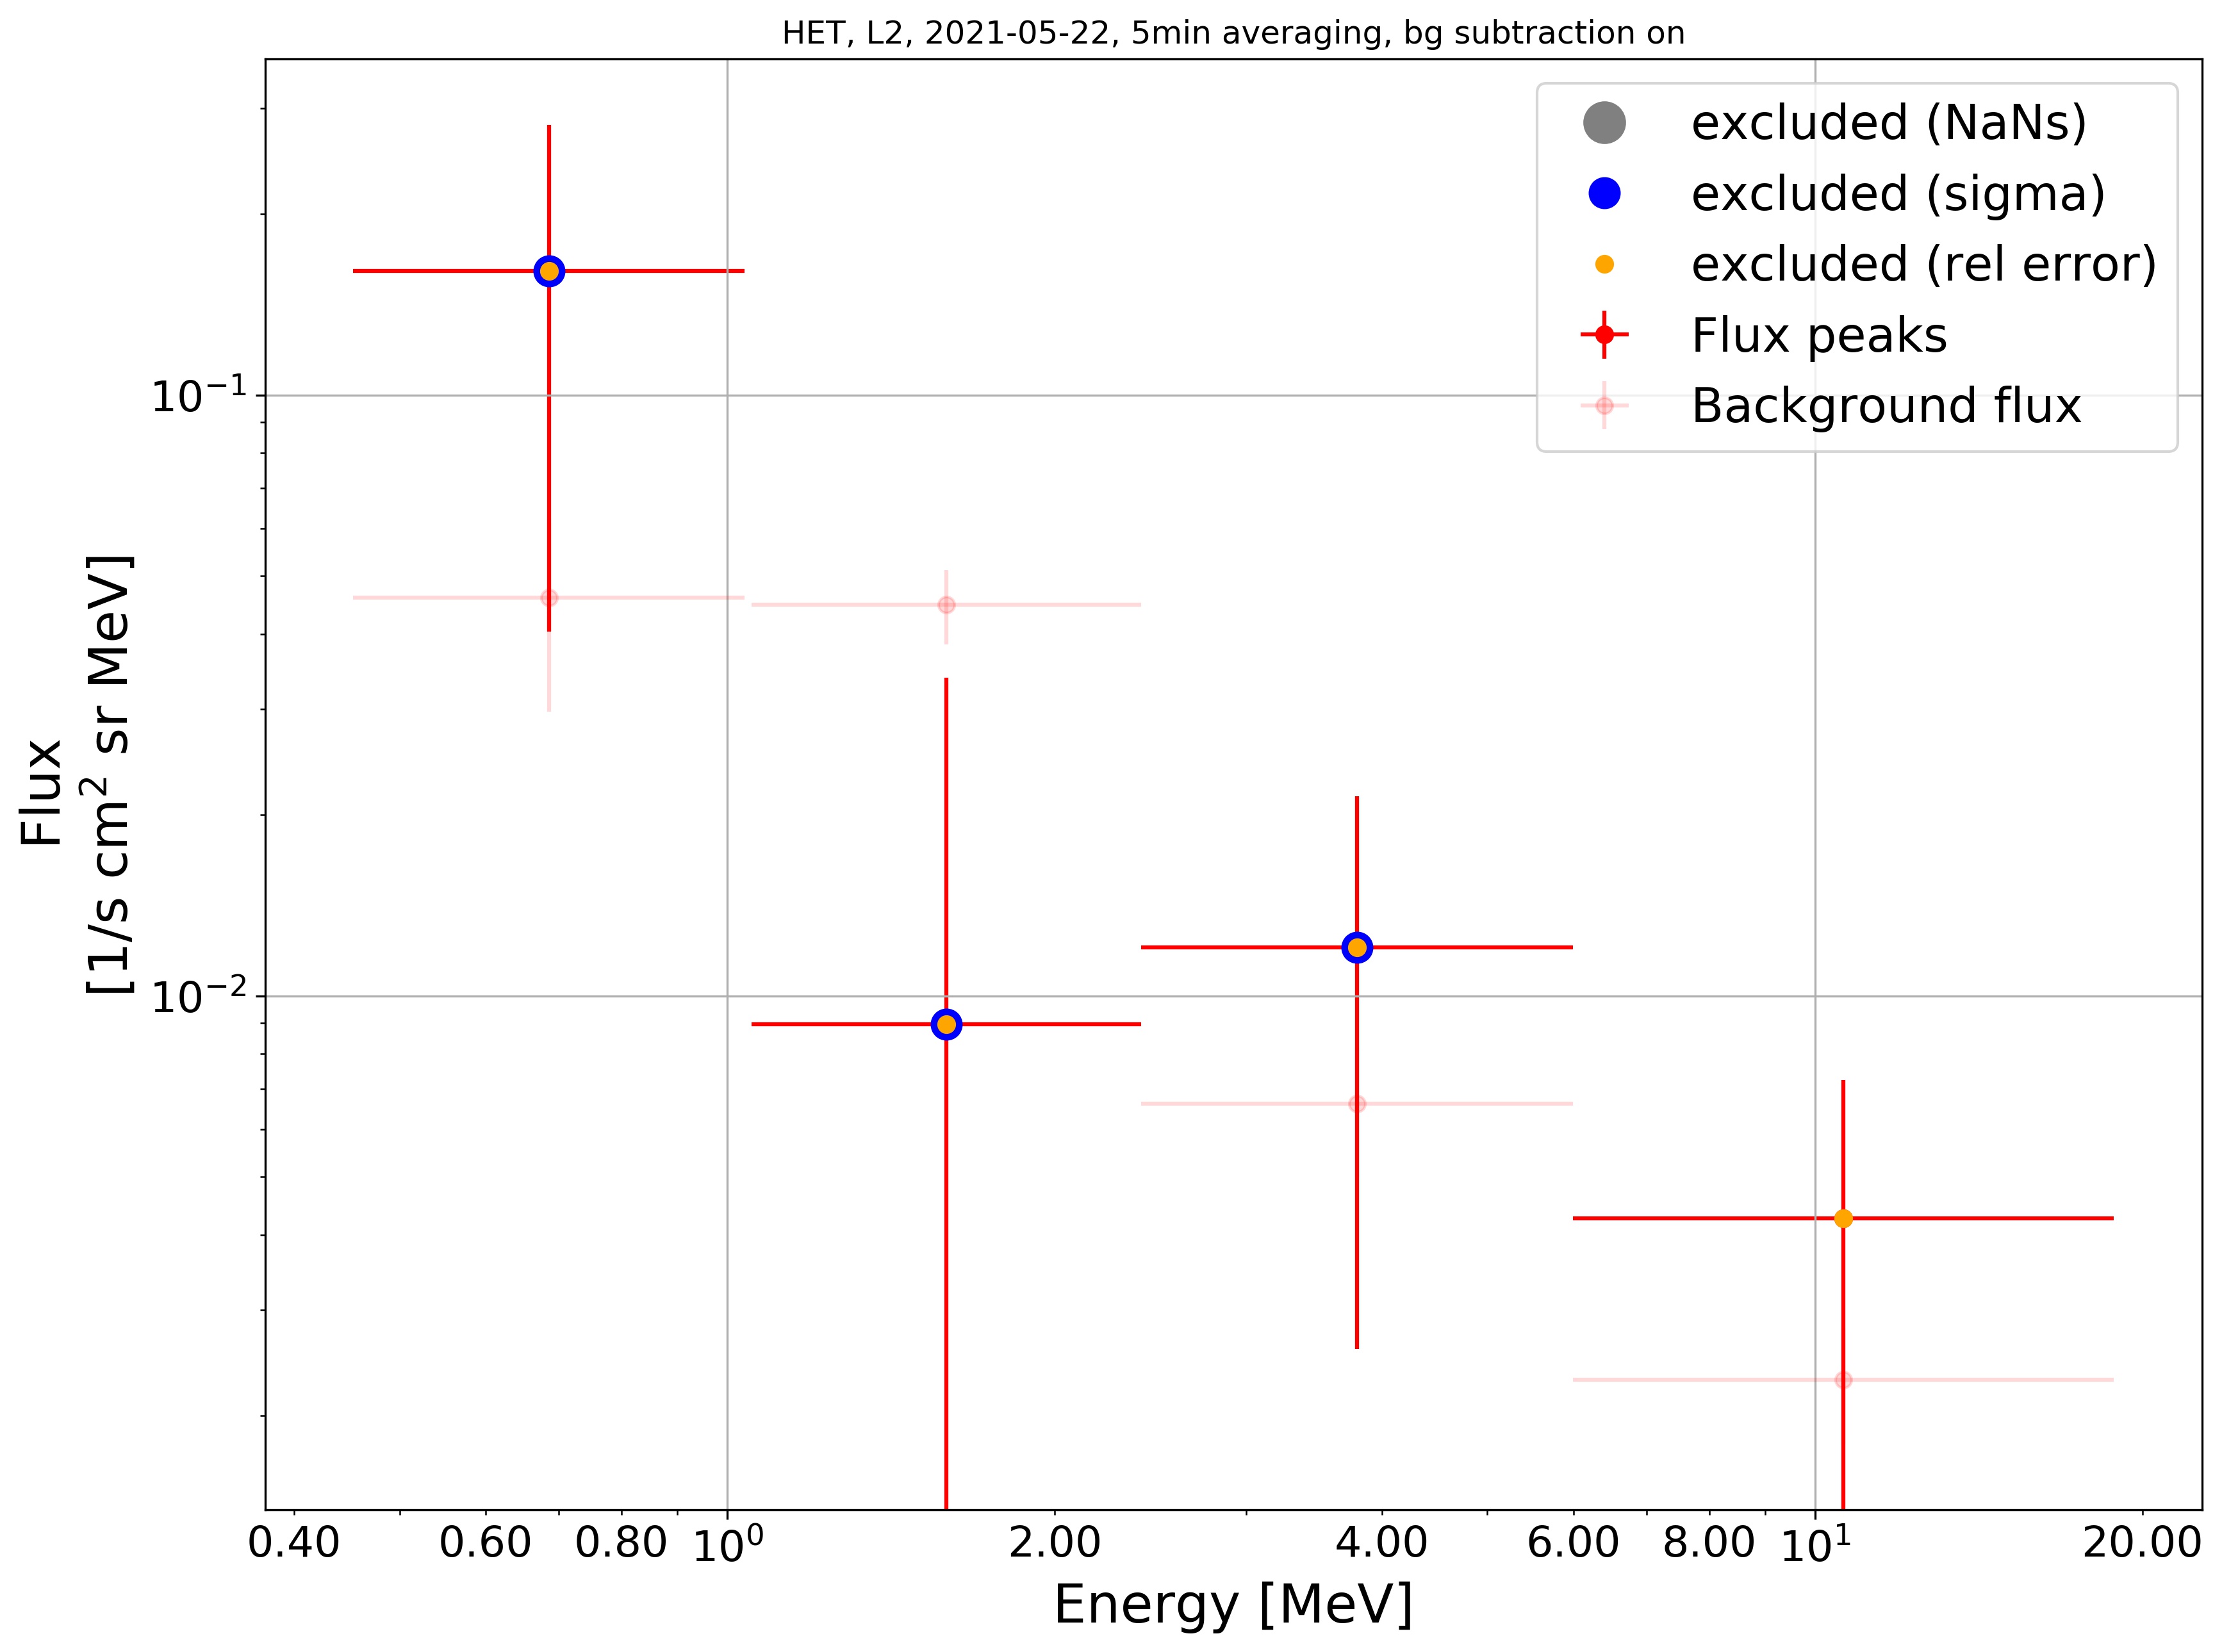 HET, L2, 2021-05-22, 5min averaging, bg subtraction on
excluded (NaNs)
excluded (sigma)
excluded (rel error)
Flux peaks
Background flux
10⁻¹
10⁻²
Flux
[1/s cm² sr MeV]
0.40 0.60 0.80 10⁰ 2.00 4.00 6.00 8.00 10¹ 20.00
Energy [MeV]